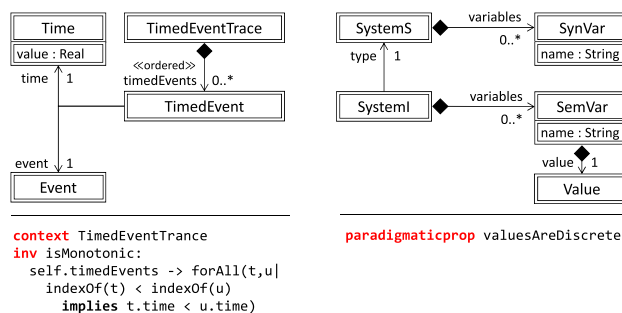 Time
value : Real
time 1
event 1
Event
TimedEventTrace
«ordered»
timedEvents 0..*
TimedEvent
context TimedEventTrance
inv isMonotonic:
self.timedEvents -> forAll(t,u|
indexOf(t) < indexOf(u)
implies t.time < u.time)
SystemS
variables
0..*
SynVar
name : String
type 1
SystemI
variables
0..*
SemVar
name : String
value 1
Value
paradigmaticprop valuesAreDiscrete